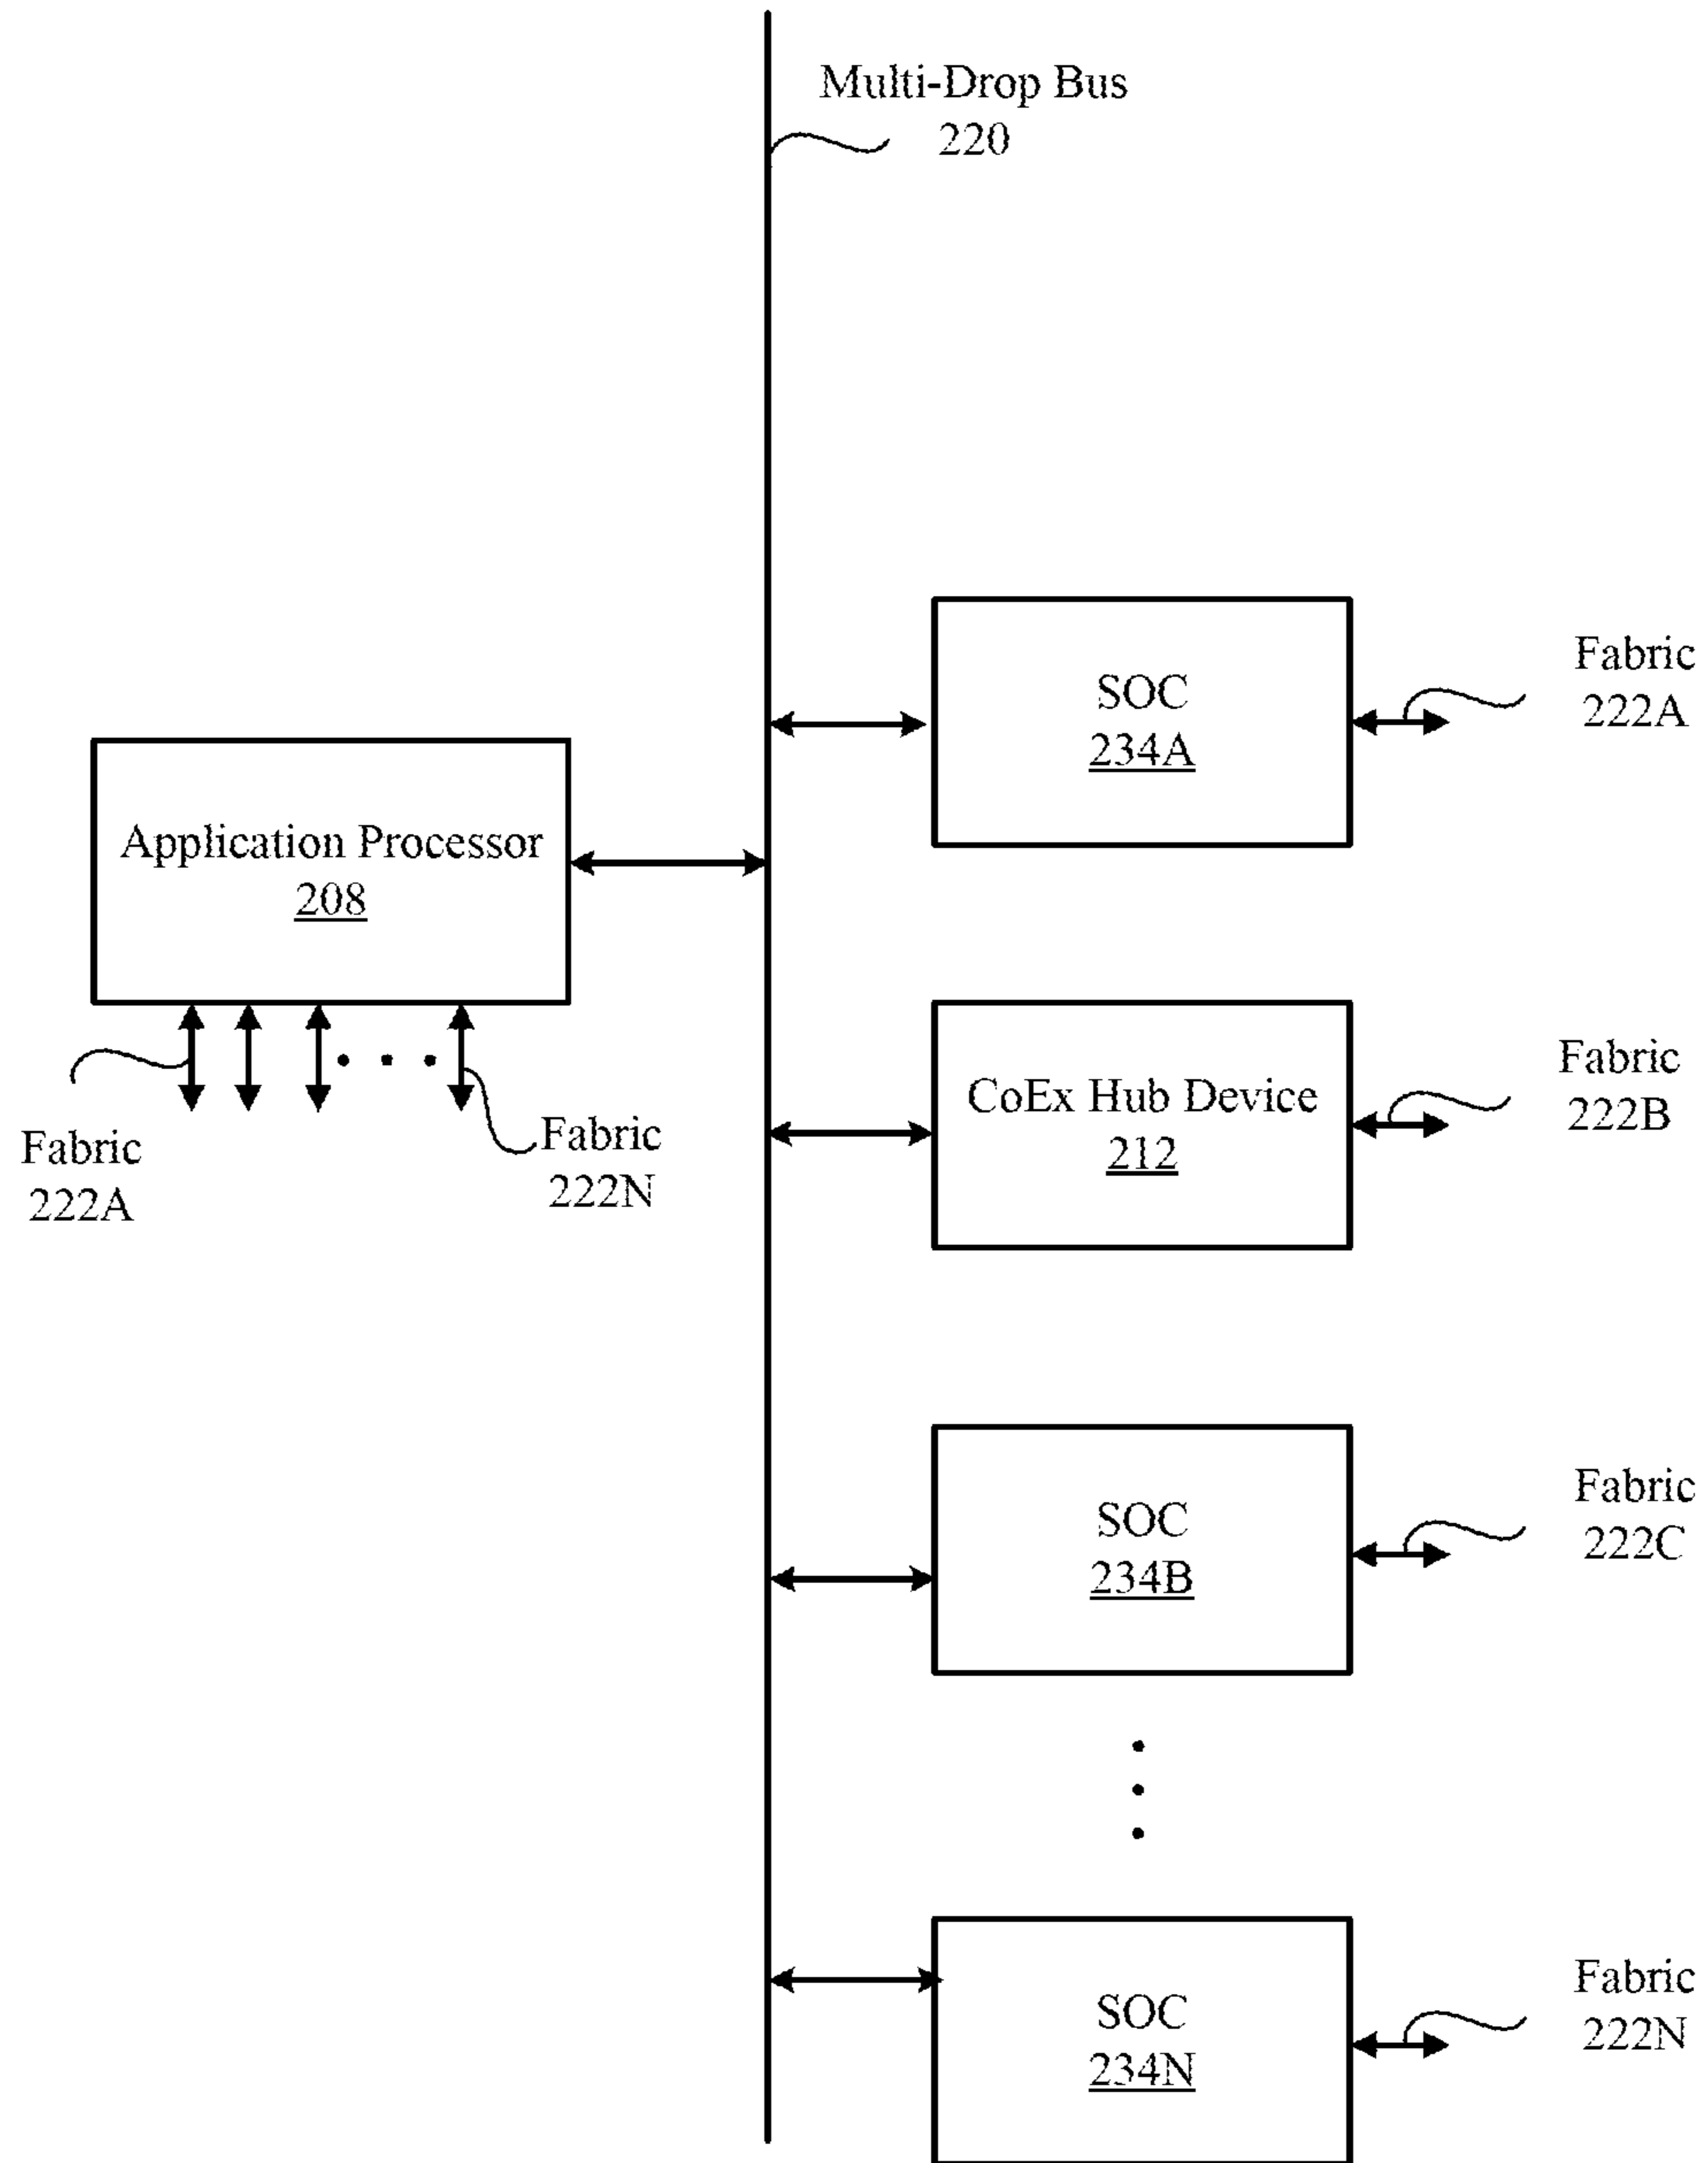 Multi-Drop Bus
220
SOC
234A
Fabric
222A
Application Processor
208
Fabric
222A
Fabric
222N
CoEx Hub Device
212
Fabric
222B
SOC
234B
Fabric
222C
SOC
234N
Fabric
222N